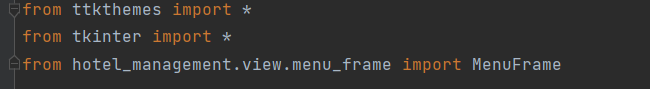 from ttkthemes import *
from tkinter import *
from hotel_management.view.menu_frame import MenuFrame